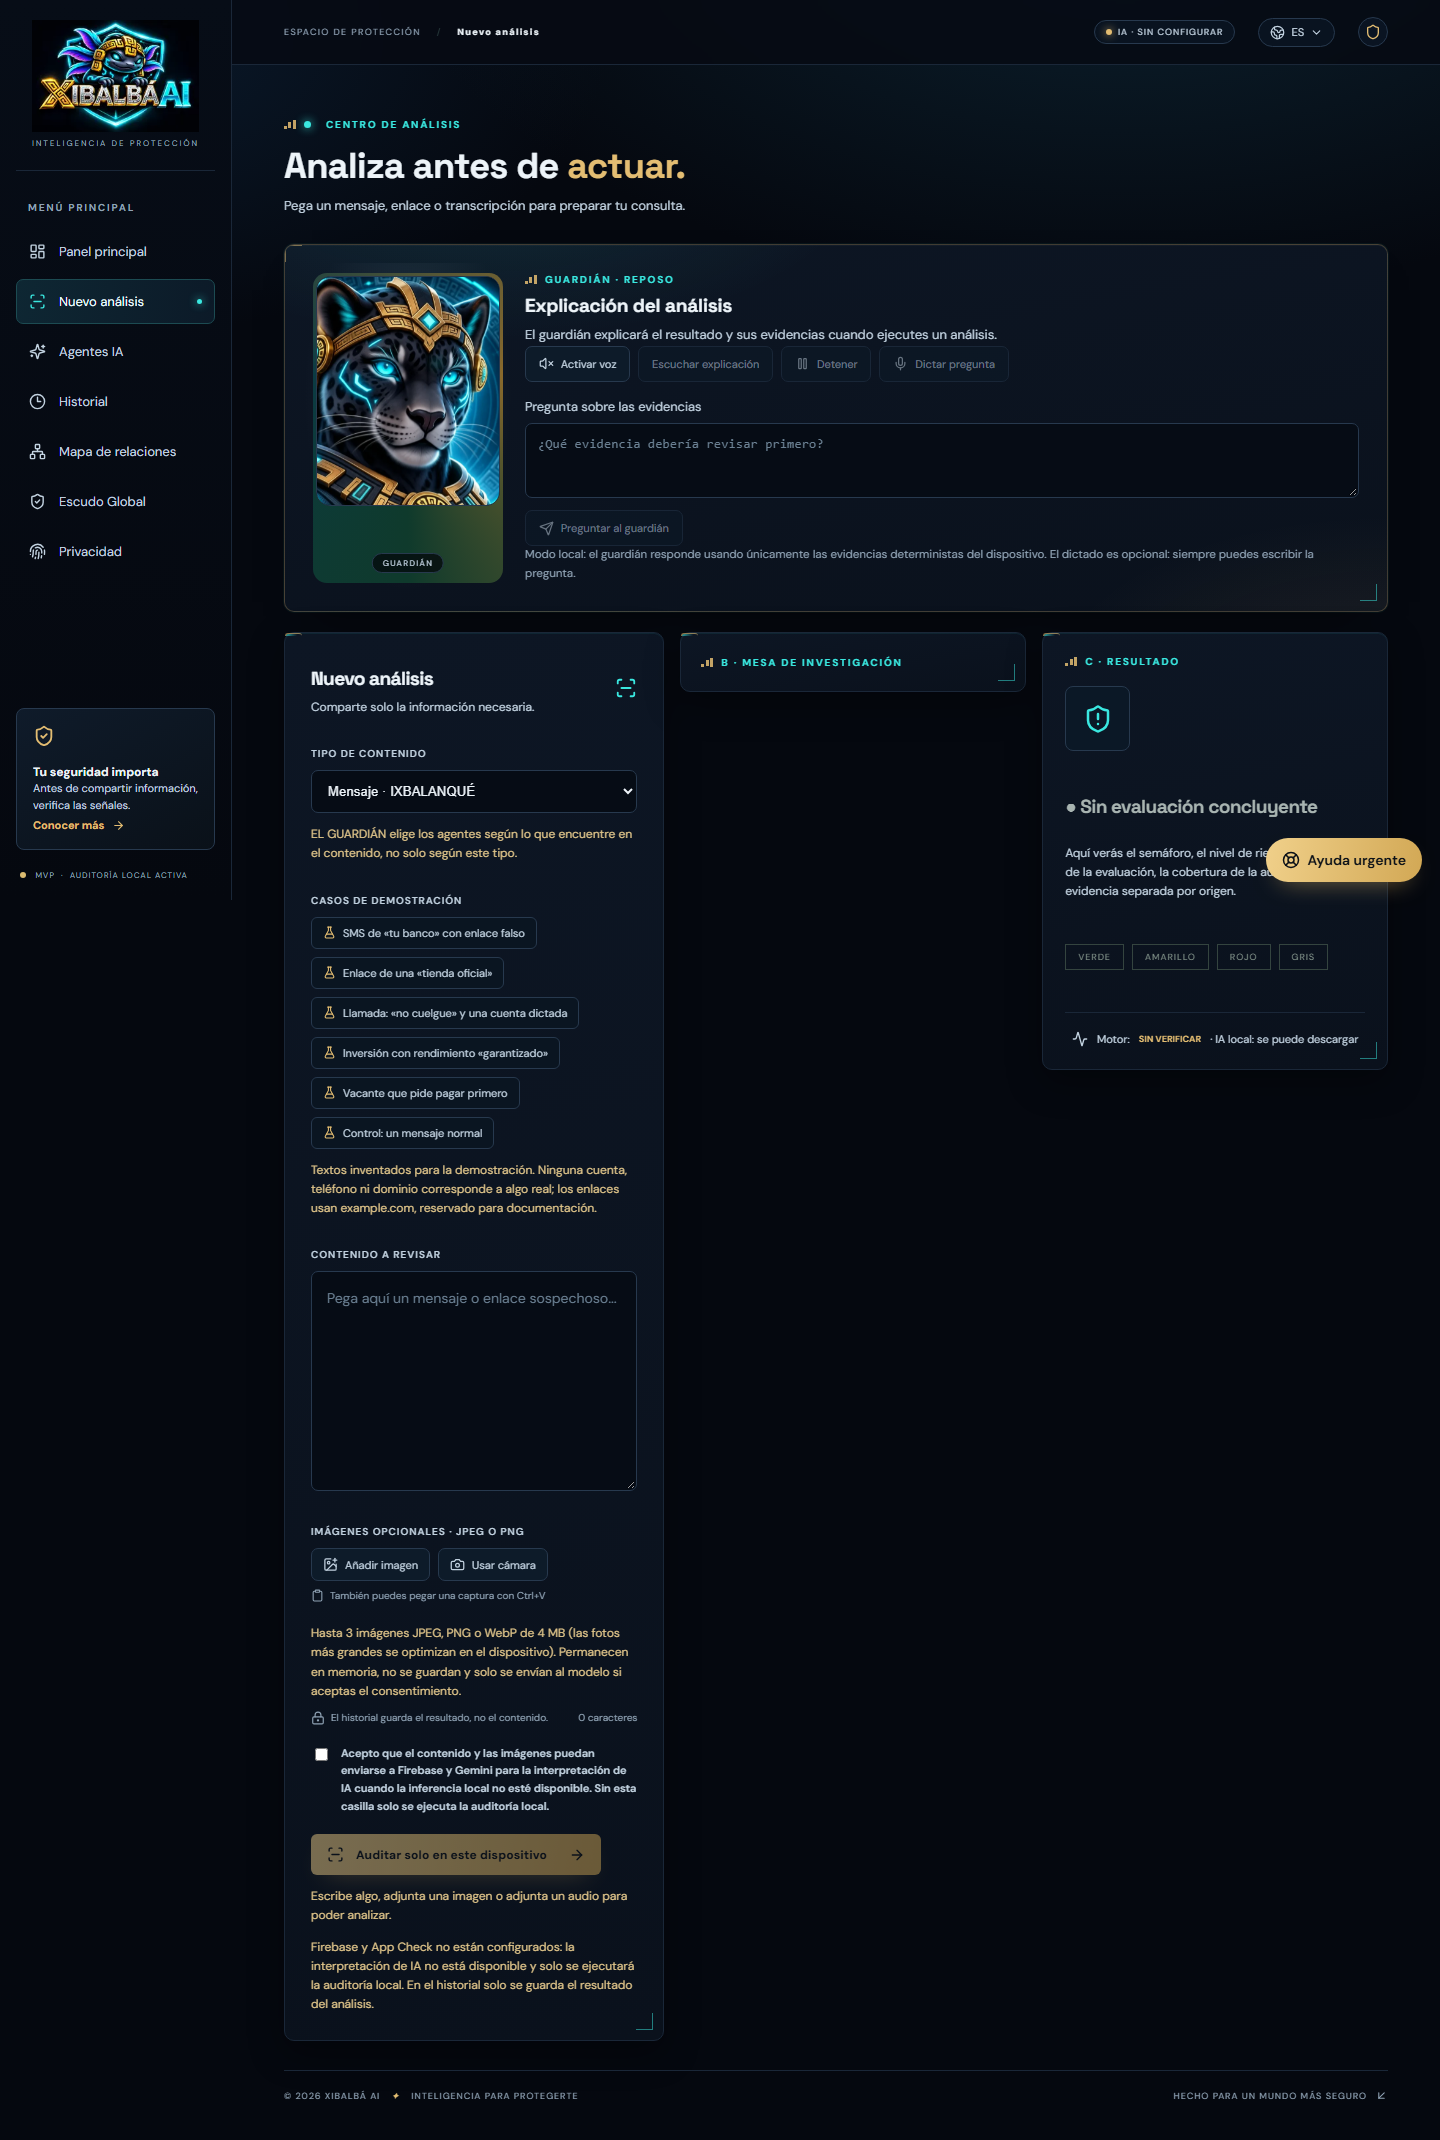 XIBALBÁ AI
INTELIGENCIA DE PROTECCIÓN
MENÚ PRINCIPAL
Panel principal
Nuevo análisis
Agentes IA
Historial
Mapa de relaciones
Escudo Global
Privacidad
Tu seguridad importa
Antes de compartir información,
verifica las señales.
Conocer más
MVP · AUDITORÍA LOCAL ACTIVA
ESPACIO DE PROTECCIÓN / Nuevo análisis
IA · SIN CONFIGURAR
ES
CENTRO DE ANÁLISIS
Analiza antes de actuar.
Pega un mensaje, enlace o transcripción para preparar tu consulta.
GUARDIÁN
GUARDIÁN · REPOSO
Explicación del análisis
El guardián explicará el resultado y sus evidencias cuando ejecutes un análisis.
Activar voz
Escuchar explicación
Detener
Dictar pregunta
Pregunta sobre las evidencias
¿Qué evidencia debería revisar primero?
Preguntar al guardián
Modo local: el guardián responde usando únicamente las evidencias deterministas del dispositivo. El dictado es opcional: siempre puedes escribir la
pregunta.
Nuevo análisis
Comparte solo la información necesaria.
TIPO DE CONTENIDO
Mensaje · IXBALANQUÉ
EL GUARDIÁN elige los agentes según lo que encuentre en
el contenido, no solo según este tipo.
CASOS DE DEMOSTRACIÓN
SMS de «tu banco» con enlace falso
Enlace de una «tienda oficial»
Llamada: «no cuelgue» y una cuenta dictada
Inversión con rendimiento «garantizado»
Vacante que pide pagar primero
Control: un mensaje normal
Textos inventados para la demostración. Ninguna cuenta,
teléfono ni dominio corresponde a algo real; los enlaces
usan example.com, reservado para documentación.
CONTENIDO A REVISAR
Pega aquí un mensaje o enlace sospechoso...
IMÁGENES OPCIONALES · JPEG O PNG
Añadir imagen
Usar cámara
También puedes pegar una captura con Ctrl+V
Hasta 3 imágenes JPEG, PNG o WebP de 4 MB (las fotos
más grandes se optimizan en el dispositivo). Permanecen
en memoria, no se guardan y solo se envían al modelo si
aceptas el consentimiento.
El historial guarda el resultado, no el contenido.
0 caracteres
Acepto que el contenido y las imágenes puedan
enviarse a Firebase y Gemini para la interpretación de
IA cuando la inferencia local no esté disponible. Sin esta
casilla solo se ejecuta la auditoría local.
Auditar solo en este dispositivo
Escribe algo, adjunta una imagen o adjunta un audio para
poder analizar.
Firebase y App Check no están configurados: la
interpretación de IA no está disponible y solo se ejecutará
la auditoría local. En el historial solo se guarda el resultado
del análisis.
B · MESA DE INVESTIGACIÓN
C · RESULTADO
● Sin evaluación concluyente
Aquí verás el semáforo, el nivel de
de la evaluación, la cobertura de la
evidencia separada por origen.
Ayuda urgente
VERDE
AMARILLO
ROJO
GRIS
Motor: SIN VERIFICAR · IA local: se puede descargar
© 2026 XIBALBÁ AI ✦ INTELIGENCIA PARA PROTEGERTE
HECHO PARA UN MUNDO MÁS SEGURO